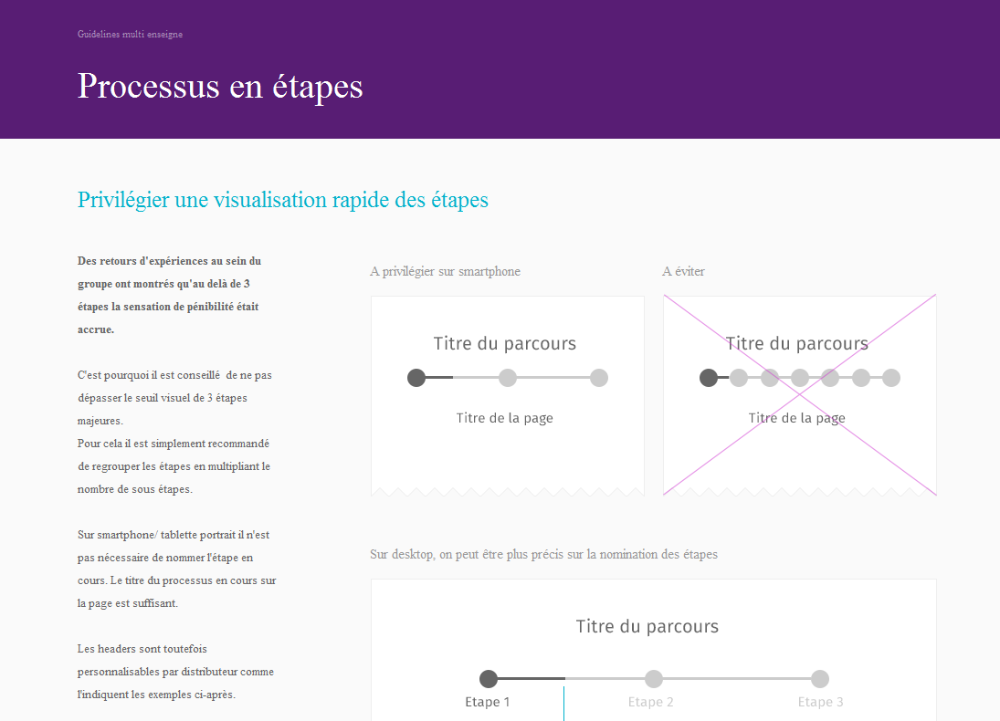 Guidelines multi enseigne
Processus en étapes
Privilégier une visualisation rapide des étapes
Des retours d'expériences au sein du
groupe ont montrés qu'au delà de 3
étapes la sensation de pénibilité était
accrue.
C'est pourquoi il est conseillé  de ne pas
dépasser le seuil visuel de 3 étapes
majeures.
Pour cela il est simplement recommandé
de regrouper les étapes en multipliant le
nombre de sous étapes.
Sur smartphone/ tablette portrait il n'est
pas nécessaire de nommer l'étape en
cours. Le titre du processus en cours sur
la page est suffisant.
Les headers sont toutefois
personnalisables par distributeur comme
l'indiquent les exemples ci-après.
A privilégier sur smartphone
Titre du parcours
Titre de la page
A éviter
Titre du parcours
Titre de la page
Sur desktop, on peut être plus précis sur la nomination des étapes
Titre du parcours
Etape 1
Etape 2
Etape 3